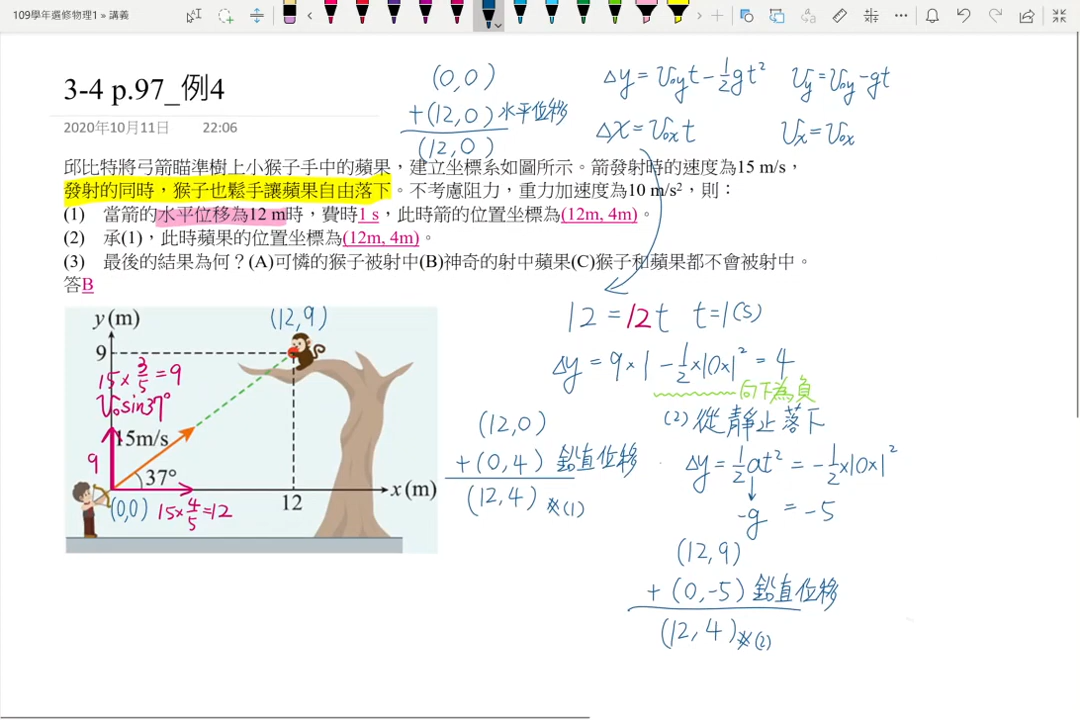 109學年選修物理1 » 講義
3-4 p.97_例4
2020年10月11日 22:06
(0,0)
+(12,0) 水平位移
(12,0)
Δy = V₀yt - ½gt² Vy = V₀y - gt
Δx = V₀xt Vx = V₀x
邱比特將弓箭瞄準樹上小猴子手中的蘋果，建立坐標系如圖所示。箭發射時的速度為15 m/s，
發射的同時，猴子也鬆手讓蘋果自由落下。不考慮阻力，重力加速度為10 m/s²，則：
(1) 當箭的水平位移為12 m時，費時1 s，此時箭的位置坐標為(12m, 4m)。
(2) 承(1)，此時蘋果的位置坐標為(12m, 4m)。
(3) 最後的結果為何？(A)可憐的猴子被射中(B)神奇的射中蘋果(C)猴子和蘋果都不會被射中。
答B
y (m)
(12,9)
9
15×3/5=9
V₀sin37°
15m/s
9
37°
(0,0)
15×4/5=12
12
x (m)
12 = 12t t=1(s)
Δy = 9×1 - ½×10×1² = 4
向下為負
(12,0)
+(0,4) 鉛直位移
(12,4) ※(1)
(2) 從靜止落下
Δy = ½at² = -½×10×1²
-g = -5
(12,9)
+(0,-5) 鉛直位移
(12,4) ※(2)